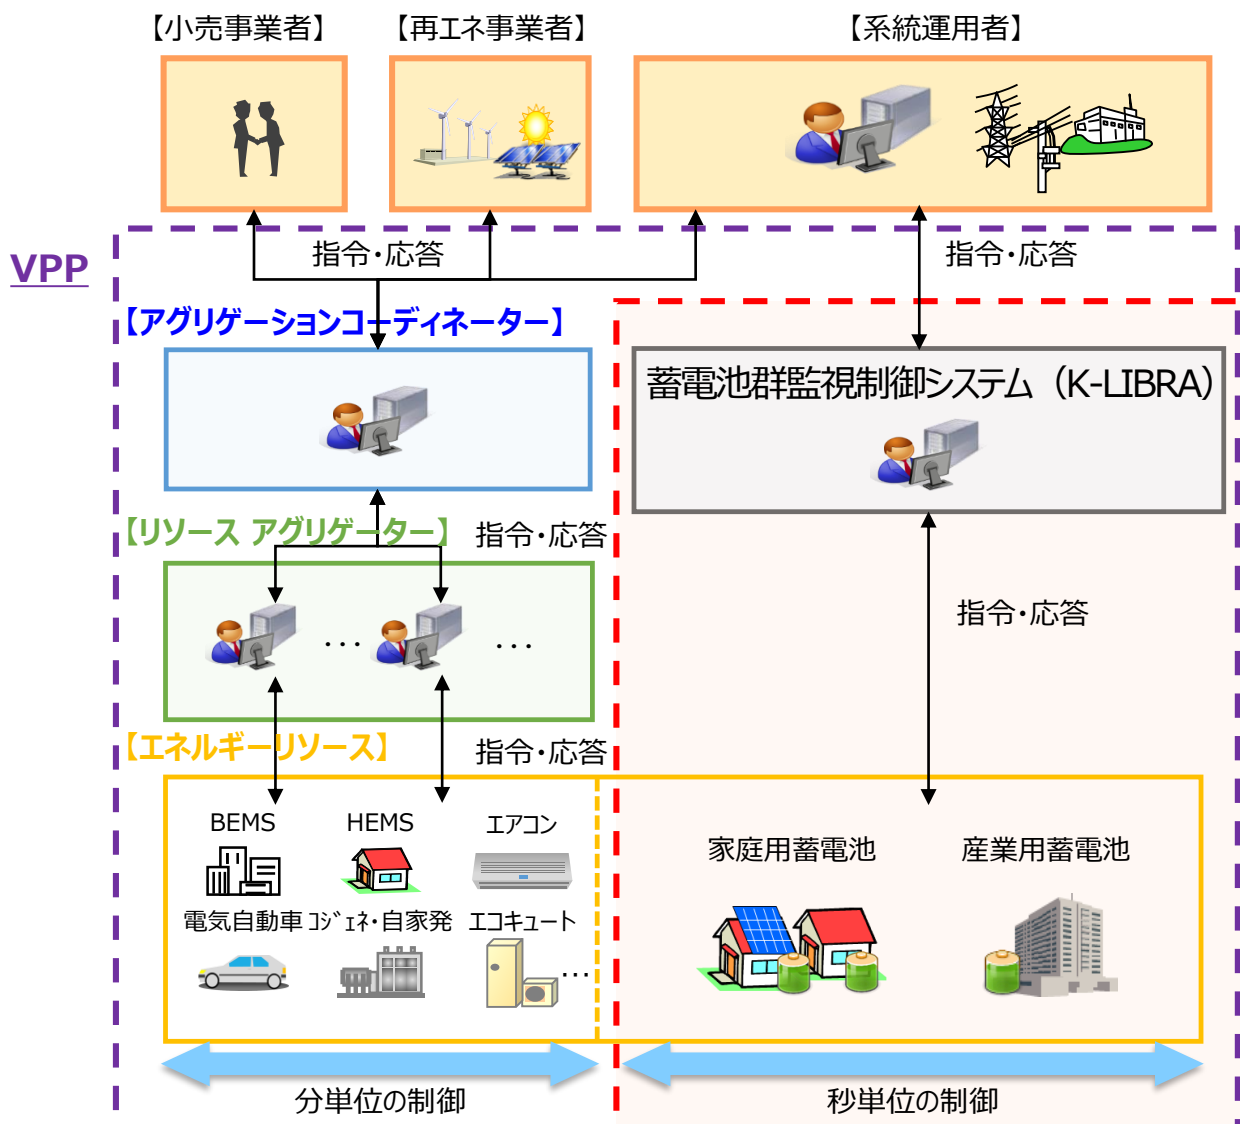 【小売事業者】
【再エネ事業者】
【系統運用者】
VPP
指令・応答
指令・応答
【アグリゲーションコーディネーター】
蓄電池群監視制御システム（K-LIBRA）
【リソース アグリゲーター】
指令・応答
指令・応答
…
…
【エネルギーリソース】
指令・応答
BEMS
HEMS
エアコン
家庭用蓄電池
産業用蓄電池
電気自動車
ｺｼﾞｪﾈ・自家発
エコキュート
…
分単位の制御
秒単位の制御